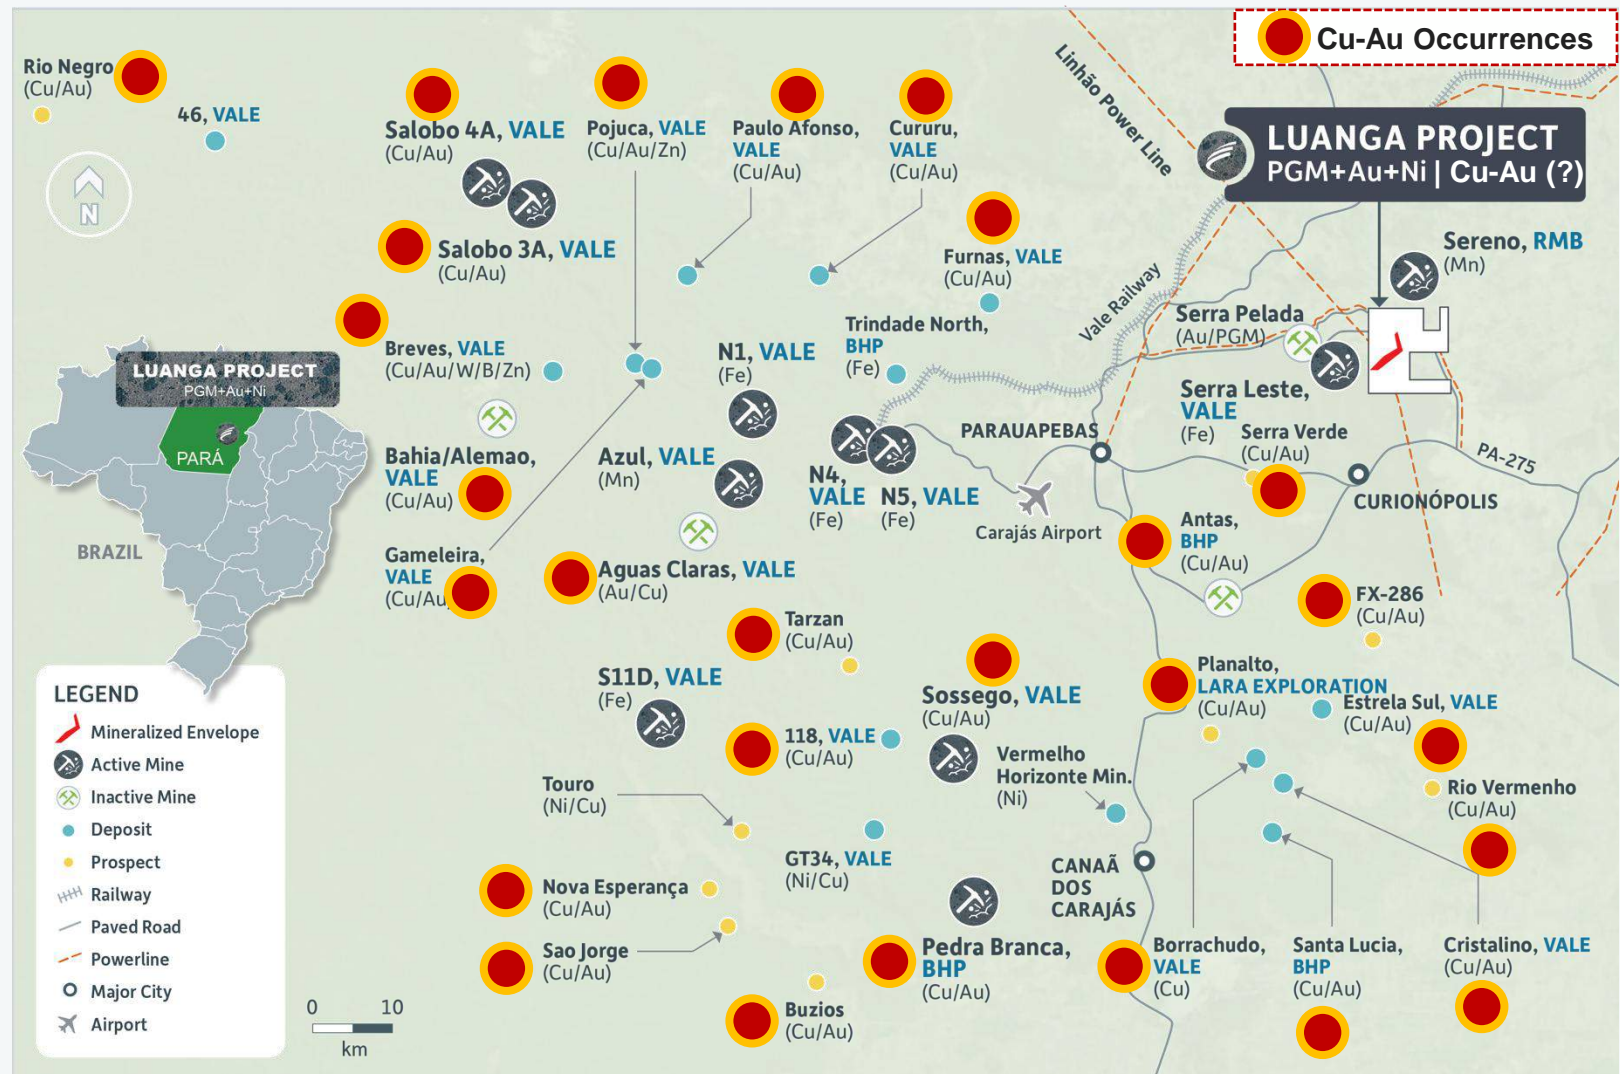 Cu-Au Occurrences
Rio Negro
(Cu/Au)
46, VALE
Salobo 4A, VALE
(Cu/Au)
Pojuca, VALE
(Cu/Au/Zn)
Paulo Afonso,
VALE
(Cu/Au)
Cururu,
VALE
(Cu/Au)
Linhão Power Line
LUANGA PROJECT
PGM+Au+Ni | Cu-Au (?)
N
Salobo 3A, VALE
(Cu/Au)
Furnas, VALE
(Cu/Au)
Sereno, RMB
(Mn)
Vale Railway
Serra Pelada
(Au/PGM)
Trindade North,
BHP
(Fe)
Breves, VALE
(Cu/Au/W/B/Zn)
N1, VALE
(Fe)
Serra Leste,
VALE
(Fe)
LUANGA PROJECT
PGM+Au+Ni
PARÁ
BRAZIL
Bahia/Alemao,
VALE
(Cu/Au)
Azul, VALE
(Mn)
N4,
VALE
(Fe)
N5, VALE
(Fe)
PARAUAPEBAS
Serra Verde
(Cu/Au)
PA-275
CURIONÓPOLIS
Carajás Airport
Antas,
BHP
(Cu/Au)
Gameleira,
VALE
(Cu/Au
Aguas Claras, VALE
(Au/Cu)
FX-286
(Cu/Au)
Tarzan
(Cu/Au)
S11D, VALE
(Fe)
Sossego, VALE
(Cu/Au)
Planalto,
LARA EXPLORATION
(Cu/Au)
Estrela Sul, VALE
(Cu/Au)
118, VALE
(Cu/Au)
Vermelho
Horizonte Min.
(Ni)
Touro
(Ni/Cu)
Rio Vermenho
(Cu/Au)
GT34, VALE
(Ni/Cu)
CANAÃ
DOS
CARAJÁS
Nova Esperança
(Cu/Au)
Sao Jorge
(Cu/Au)
Pedra Branca,
BHP
(Cu/Au)
Borrachudo,
VALE
(Cu)
Santa Lucia,
BHP
(Cu/Au)
Cristalino, VALE
(Cu/Au)
Buzios
(Cu/Au)
LEGEND
Mineralized Envelope
Active Mine
Inactive Mine
Deposit
Prospect
Railway
Paved Road
Powerline
Major City
Airport
0 10
km